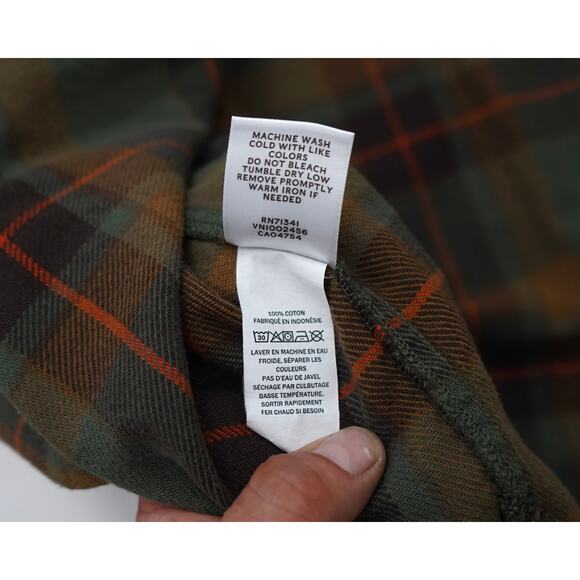 MACHINE WASH
COLD WITH LIKE
COLORS
DO NOT BLEACH
TUMBLE DRY LOW
REMOVE PROMPTLY
WARM IRON IF
NEEDED
RN71341
VN1002456
CA04754
100% COTON
FABRIQUÉ EN INDONÉSIE
30
LAVER EN MACHINE EN EAU
FROIDE, SÉPARER LES
COULEURS
PAS D'EAU DE JAVEL
SÉCHAGE PAR CULBUTAGE
BASSE TEMPÉRATURE,
SORTIR RAPIDEMENT
FER CHAUD SI BESOIN